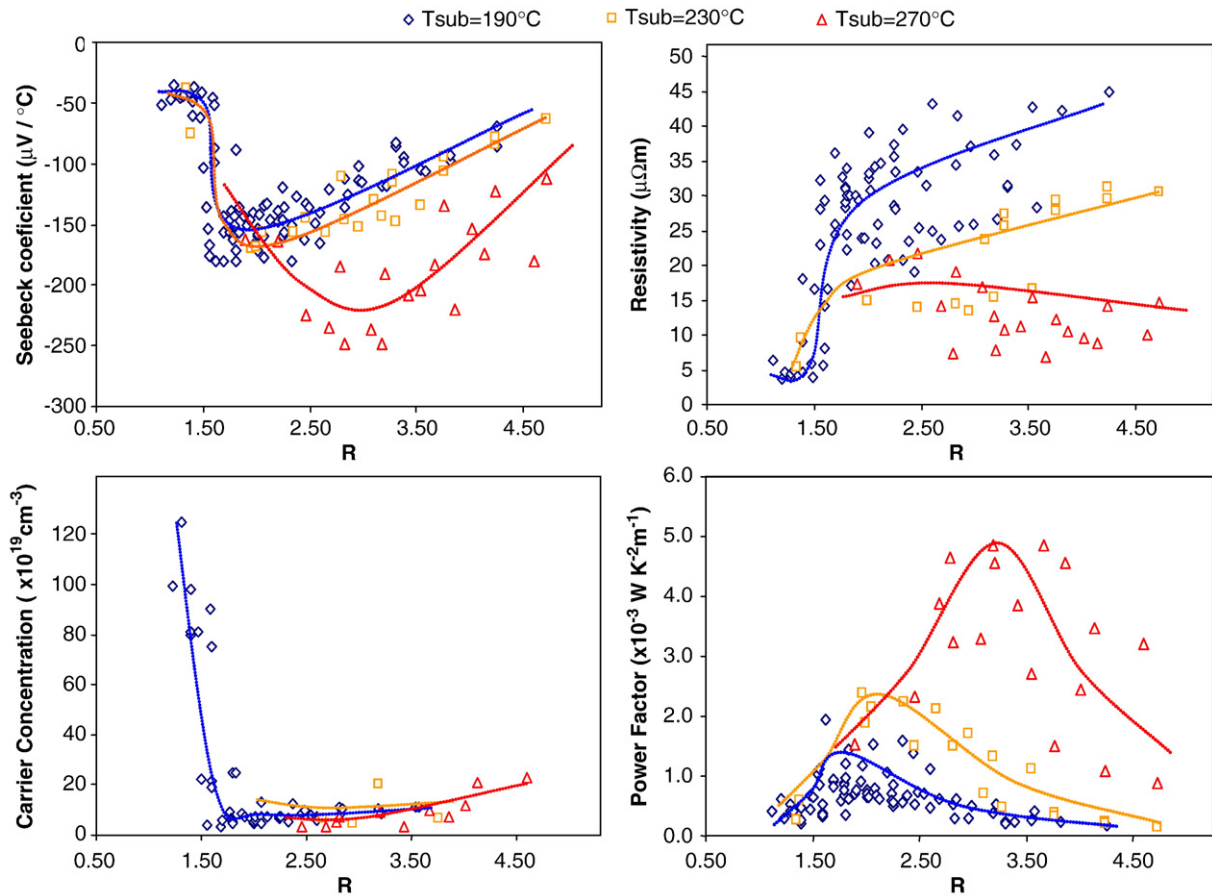 Tsub=190°C Tsub=230°C Tsub=270°C
Seebeck coeficient (μV / °C)
0
-50
-100
-150
-200
-250
-300
0.50 1.50 2.50 3.50 4.50
R
Resistivity (μΩm)
50
45
40
35
30
25
20
15
10
5
0
0.50 1.50 2.50 3.50 4.50
R
Carrier Concentration ( x10¹⁹cm⁻³)
120
100
80
60
40
20
0
0.50 1.50 2.50 3.50 4.50
R
Power Factor (x10⁻³ W K⁻²m⁻¹)
6.0
5.0
4.0
3.0
2.0
1.0
0.0
0.50 1.50 2.50 3.50 4.50
R